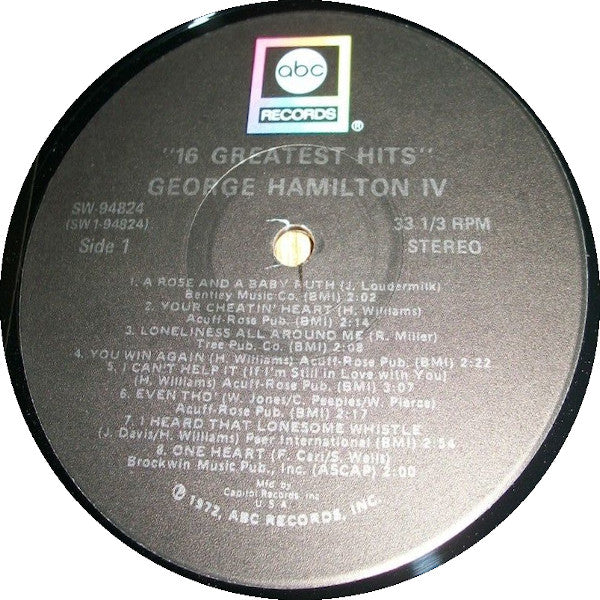 abc
RECORDS ®
"16 GREATEST HITS"
GEORGE HAMILTON IV
SW-94824
(SW1-94824)
Side 1
33 1/3 RPM
STEREO
1. A ROSE AND A BABY RUTH (J. Loudermilk)
Bentley Music Co. (BMI) 2:02
2. YOUR CHEATIN' HEART (H. Williams)
Acuff-Rose Pub. (BMI) 2:14
3. LONELINESS ALL AROUND ME (R. Miller)
Tree Pub. Co. (BMI) 2:08
4. YOU WIN AGAIN (H. Williams) Acuff-Rose Pub. (BMI) 2:22
5. I CAN'T HELP IT (If I'm Still in Love with You)
(H. Williams) Acuff-Rose Pub. (BMI) 3:07
6. EVEN THO' (W. Jones/C. Peeples/W. Pierce)
Acuff-Rose Pub. (BMI) 2:17
7. I HEARD THAT LONESOME WHISTLE
(J. Davis/H. Williams) Peer International (BMI) 2:54
8. ONE HEART (F. Carl/S. Wells)
Brockwin Music Pub., Inc. (ASCAP) 2:00
Mfd by
Capitol Records, Inc
U.S.A.
℗ 1972, ABC RECORDS, INC.